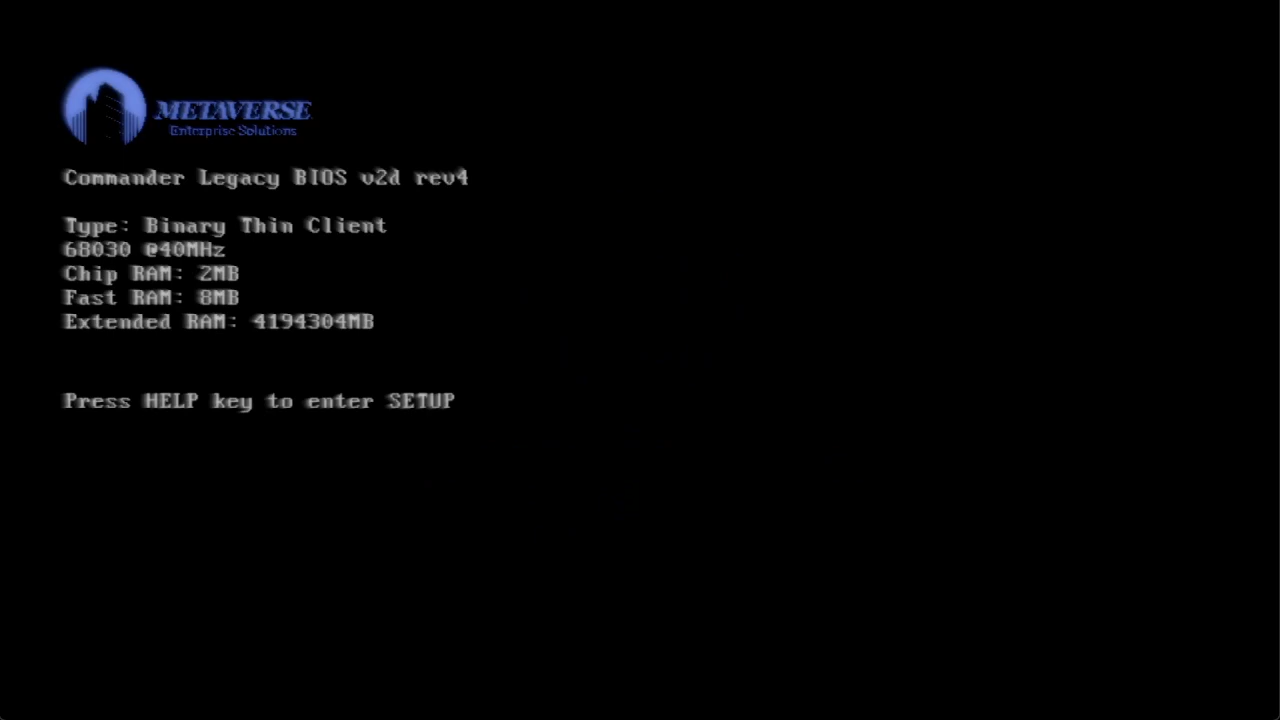 METAVERSE
Enterprise Solutions
Commander Legacy BIOS v2d rev4
Type: Binary Thin Client
68030 @40MHz
Chip RAM: 2MB
Fast RAM: 8MB
Extended RAM: 4194304MB
Press HELP key to enter SETUP